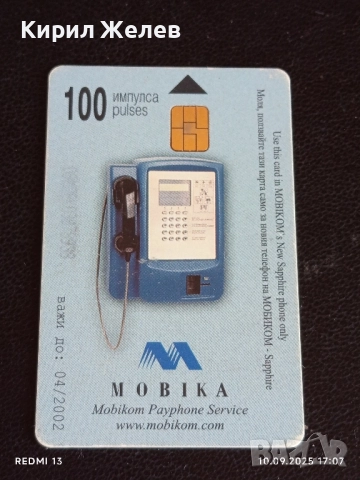 Кирил Желев
100 импулса
pulses
Use this card in MOBIKOM's New Sapphire phone only
Моля, ползвайте тази карта само за новия телефон на МОБИКОМ - Sapphire
важи до: 04/2002
MOBIKA
Mobikom Payphone Service
www.mobikom.com
REDMI 13
10.09.2025 17:07
BAZAR